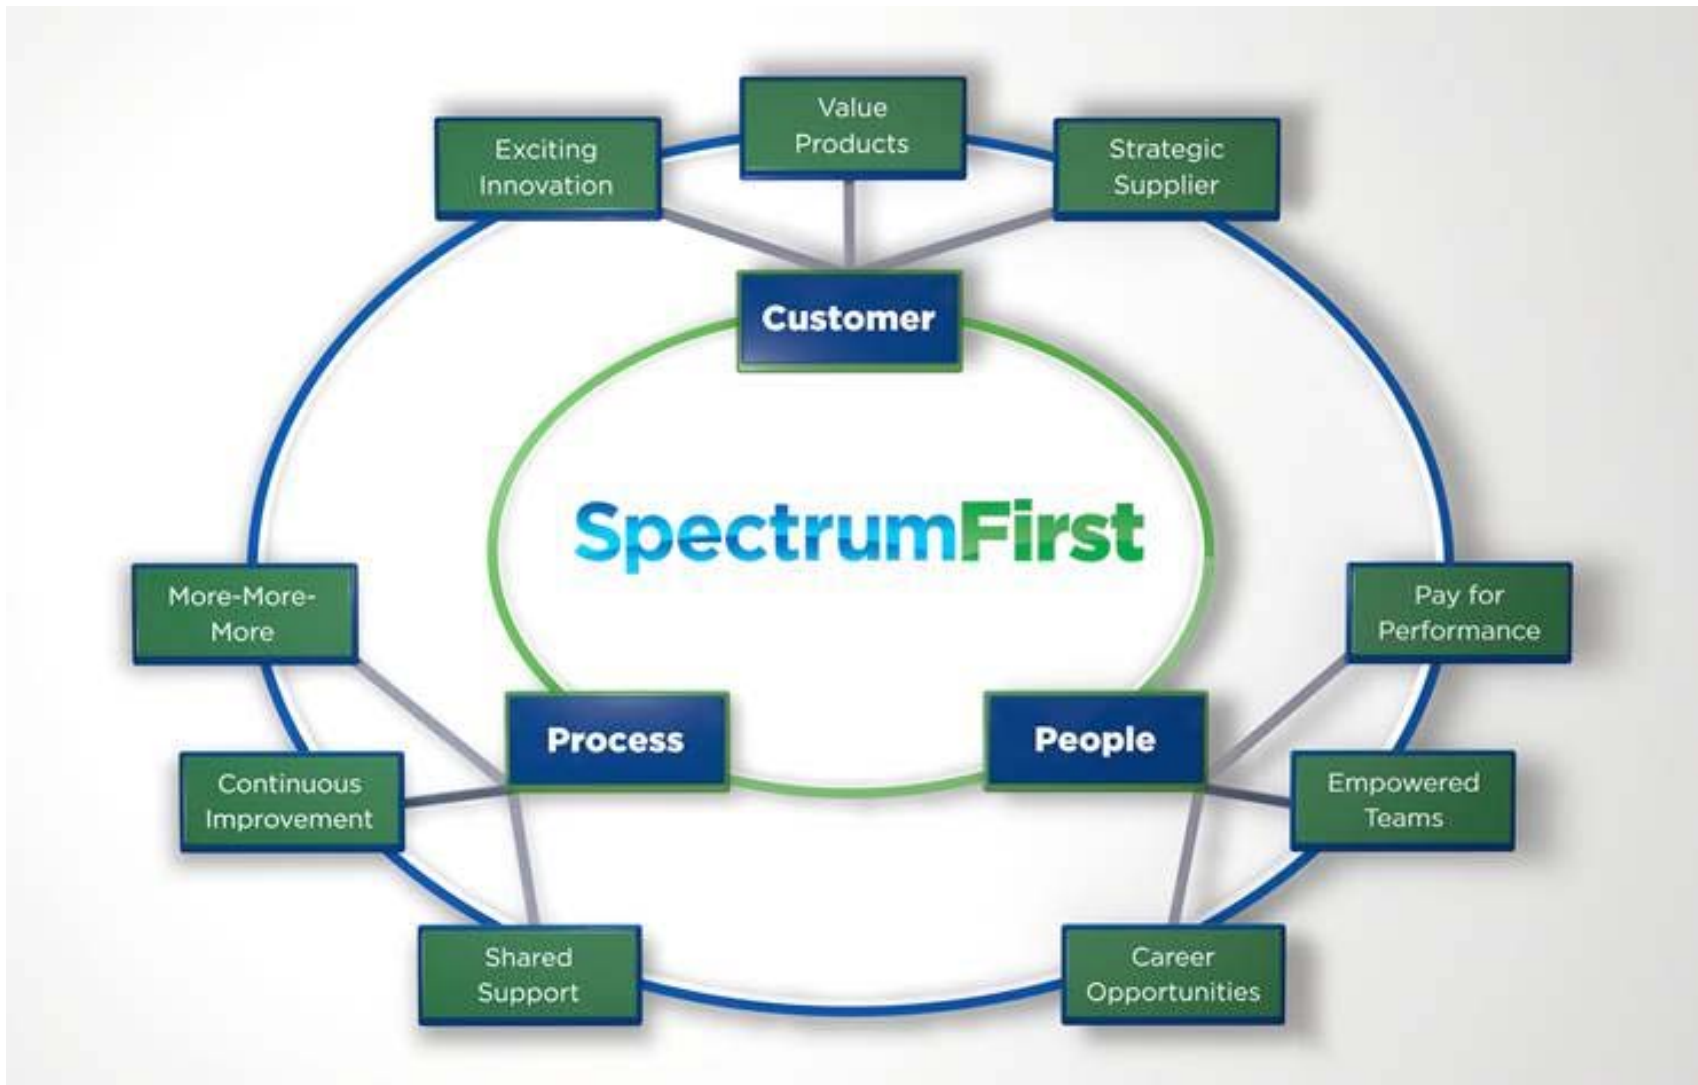 Value
Products
Exciting
Innovation
Strategic
Supplier
Customer
SpectrumFirst
More-More-
More
Pay for
Performance
Process
People
Continuous
Improvement
Empowered
Teams
Shared
Support
Career
Opportunities